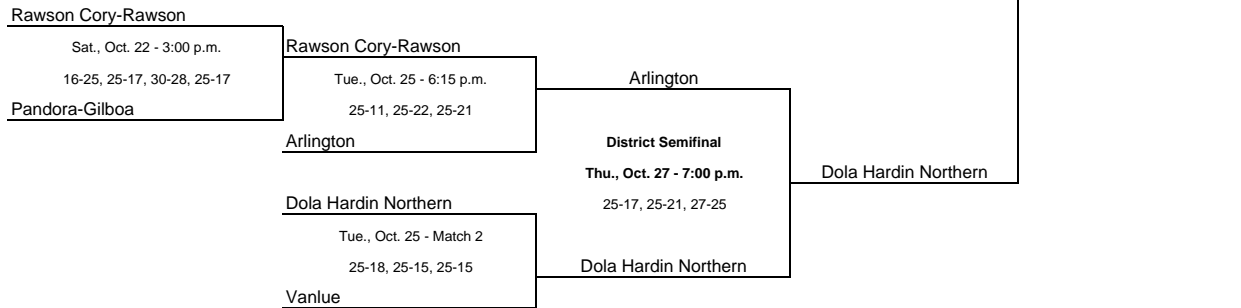 Rawson Cory-Rawson
Sat., Oct. 22 - 3:00 p.m.
16-25, 25-17, 30-28, 25-17
Pandora-Gilboa
Rawson Cory-Rawson
Tue., Oct. 25 - 6:15 p.m.
25-11, 25-22, 25-21
Arlington
Arlington
District Semifinal
Thu., Oct. 27 - 7:00 p.m.
25-17, 25-21, 27-25
Dola Hardin Northern
Dola Hardin Northern
Tue., Oct. 25 - Match 2
25-18, 25-15, 25-15
Vanlue
Dola Hardin Northern